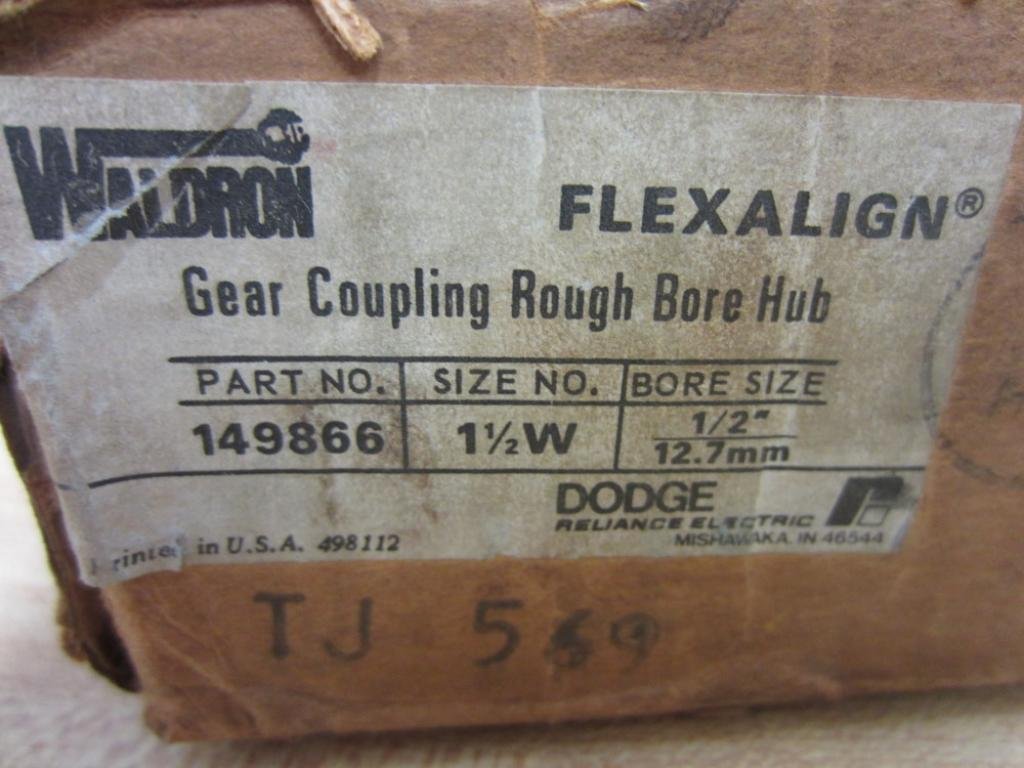 WALDRON
FLEXALIGN®
Gear Coupling Rough Bore Hub
PART NO. SIZE NO. BORE SIZE
149866 1½W 1/2"
12.7mm
DODGE
RELIANCE ELECTRIC
MISHAWAKA, IN 46544
in U.S.A. 498112
TJ 569